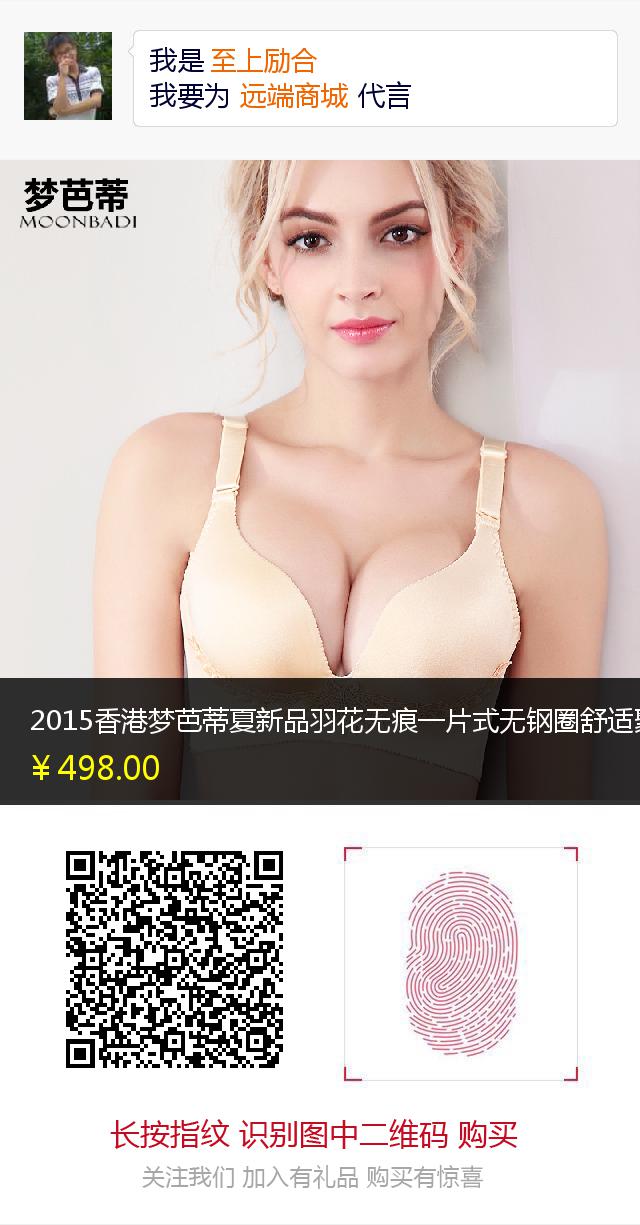 我是 至上励合
我要为 远端商城 代言
梦芭蒂
MOONBADI
2015香港梦芭蒂夏新品羽花无痕一片式无钢圈舒适
￥498.00
长按指纹 识别图中二维码 购买
关注我们 加入有礼品 购买有惊喜